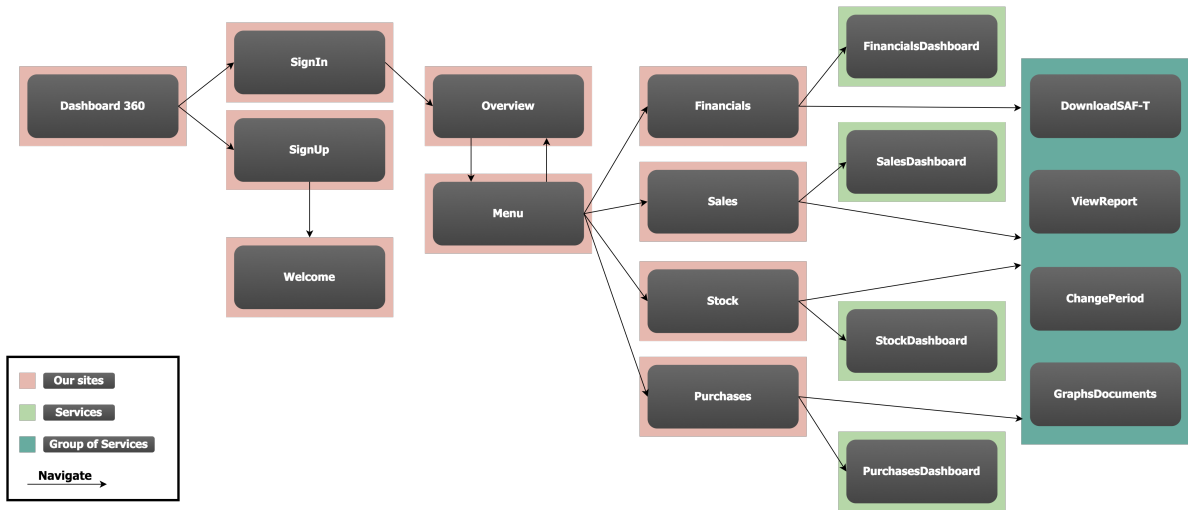 Dashboard 360
SignIn
SignUp
Welcome
Overview
Menu
Financials
Sales
Stock
Purchases
FinancialsDashboard
SalesDashboard
StockDashboard
PurchasesDashboard
DownloadSAF-T
ViewReport
ChangePeriod
GraphsDocuments
Our sites
Services
Group of Services
Navigate